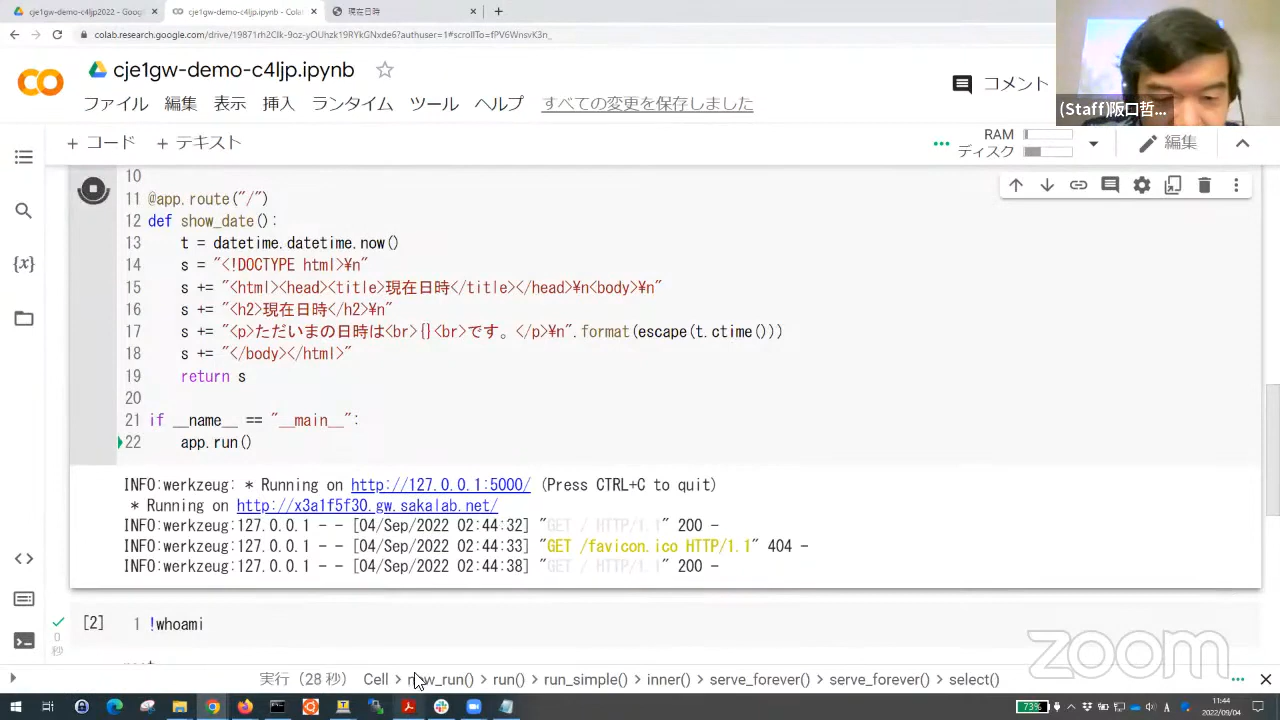 cje1gw-demo-c4ljp2022 - Google
cje1gw-demo-c4ljp.ipynb - Colab
現在日時
colab.research.google.com/drive/19871rh2Clk-9oz-yOUhzk19RYkGNxde6?authuser=1#scrollTo=fPV6WnsvK3n_
cje1gw-demo-c4ljp.ipynb
コメント
(Staff)阪口哲...
ファイル 編集 表示 挿入 ランタイム ツール ヘルプ すべての変更を保存しました
+ コード + テキスト
RAM
ディスク
編集
10
11 @app.route("/")
12 def show_date():
13 t = datetime.datetime.now()
14 s = "<!DOCTYPE html>¥n"
15 s += "<html><head><title>現在日時</title></head>¥n<body>¥n"
16 s += "<h2>現在日時</h2>¥n"
17 s += "<p>ただいまの日時は<br>{}<br>です。</p>¥n".format(escape(t.ctime()))
18 s += "</body></html>"
19 return s
20
21 if __name__ == "__main__":
22 app.run()
INFO:werkzeug: * Running on http://127.0.0.1:5000/ (Press CTRL+C to quit)
* Running on http://x3a1f5f30.gw.sakalab.net/
INFO:werkzeug:127.0.0.1 - - [04/Sep/2022 02:44:32] "GET / HTTP/1.1" 200 -
INFO:werkzeug:127.0.0.1 - - [04/Sep/2022 02:44:33] "GET /favicon.ico HTTP/1.1" 404 -
INFO:werkzeug:127.0.0.1 - - [04/Sep/2022 02:44:38] "GET / HTTP/1.1" 200 -
[2] 1 !whoami
0
秒
zoom
実行 (28 秒) Cell > new_run() > run() > run_simple() > inner() > serve_forever() > serve_forever() > select()
73%
11:44
2022/09/04